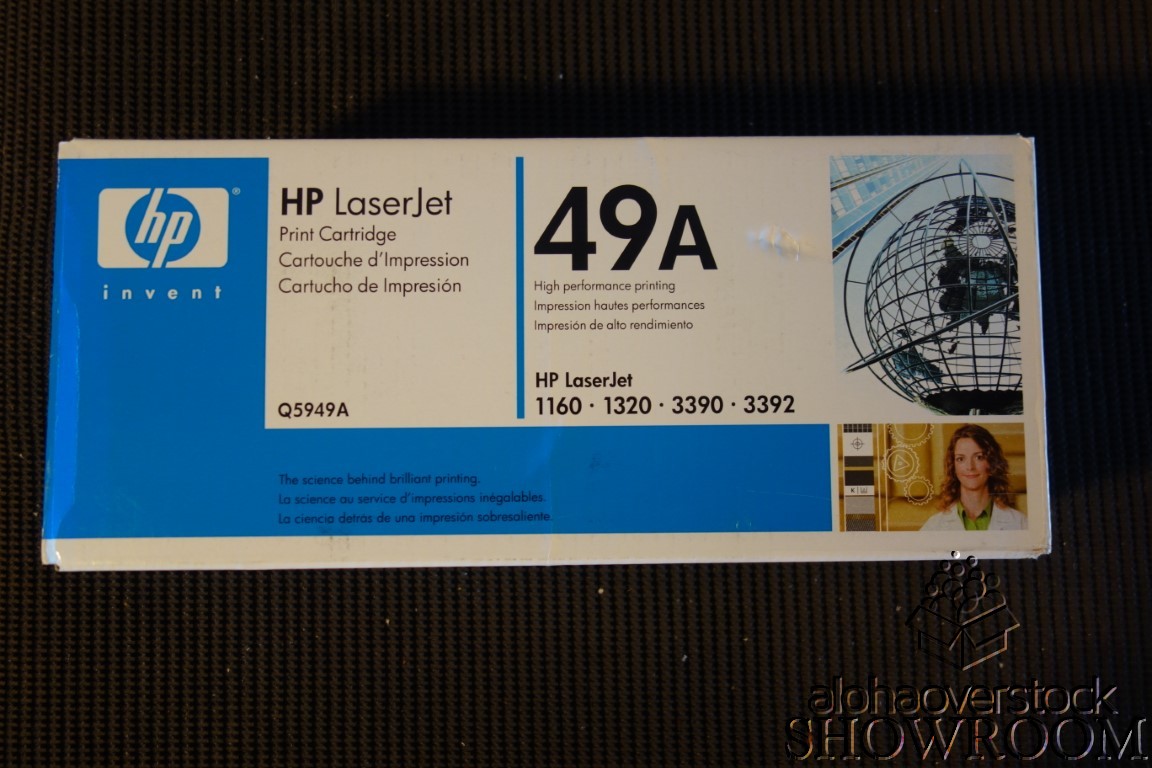 hp®
invent
HP LaserJet
Print Cartridge
Cartouche d'Impression
Cartucho de Impresión
Q5949A
49A
High performance printing
Impression hautes performances
Impresión de alto rendimiento
HP LaserJet
1160 · 1320 · 3390 · 3392
The science behind brilliant printing.
La science au service d'impressions inégalables.
La ciencia detrás de una impresión sobresaliente.
K
alohaoverstock
SHOWROOM